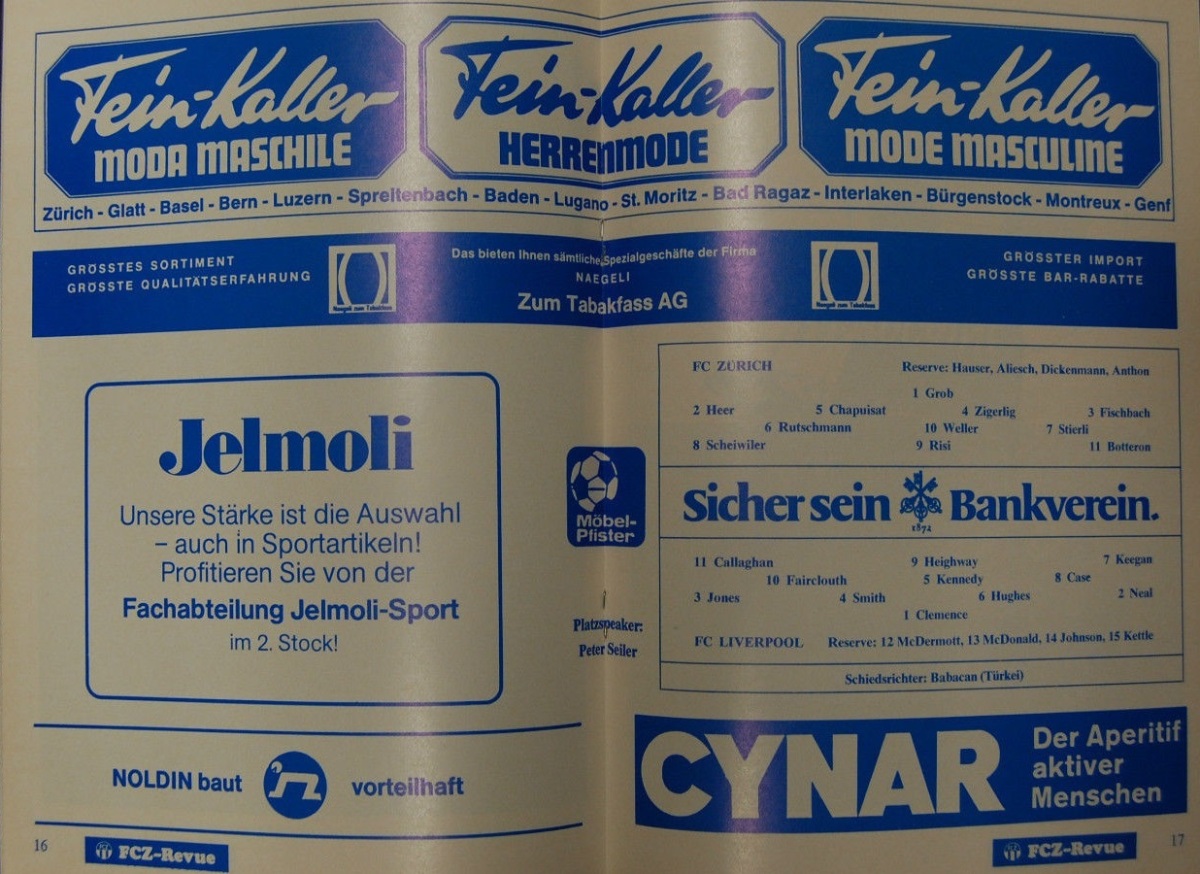 Fein-Kaller
MODA MASCHILE
Fein-Kaller
HERRENMODE
Fein-Kaller
MODE MASCULINE
Zürich - Glatt - Basel - Bern - Luzern - Spreitenbach - Baden - Lugano - St. Moritz - Bad Ragaz - Interlaken - Bürgenstock - Montreux - Genf
GRÖSSTES SORTIMENT
GRÖSSTE QUALITÄTSERFAHRUNG
Naegeli zum Tabakfass
Das bieten Ihnen sämtliche Spezialgeschäfte der Firma
NAEGELI
Zum Tabakfass AG
Naegeli zum Tabakfass
GRÖSSTER IMPORT
GRÖSSTE BAR-RABATTE
Jelmoli
Unsere Stärke ist die Auswahl
– auch in Sportartikeln!
Profitieren Sie von der
Fachabteilung Jelmoli-Sport
im 2. Stock!
NOLDIN baut n vorteilhaft
16 FCZ-Revue
Möbel-
Pfister
Platzspeaker:
Peter Seiler
FC ZÜRICH Reserve: Hauser, Aliesch, Dickenmann, Anthon
1 Grob
2 Heer 5 Chapuisat 4 Zigerlig 3 Fischbach
6 Rutschmann 10 Weller 7 Stierli
8 Scheiwiler 9 Risi 11 Botteron
Sicher sein Bankverein.
1872
11 Callaghan 9 Heighway 7 Keegan
10 Fairclouth 5 Kennedy 8 Case
3 Jones 4 Smith 6 Hughes 2 Neal
1 Clemence
FC LIVERPOOL Reserve: 12 McDermott, 13 McDonald, 14 Johnson, 15 Kettle
Schiedsrichter: Babacan (Türkei)
CYNAR
Der Aperitif
aktiver
Menschen
FCZ-Revue 17